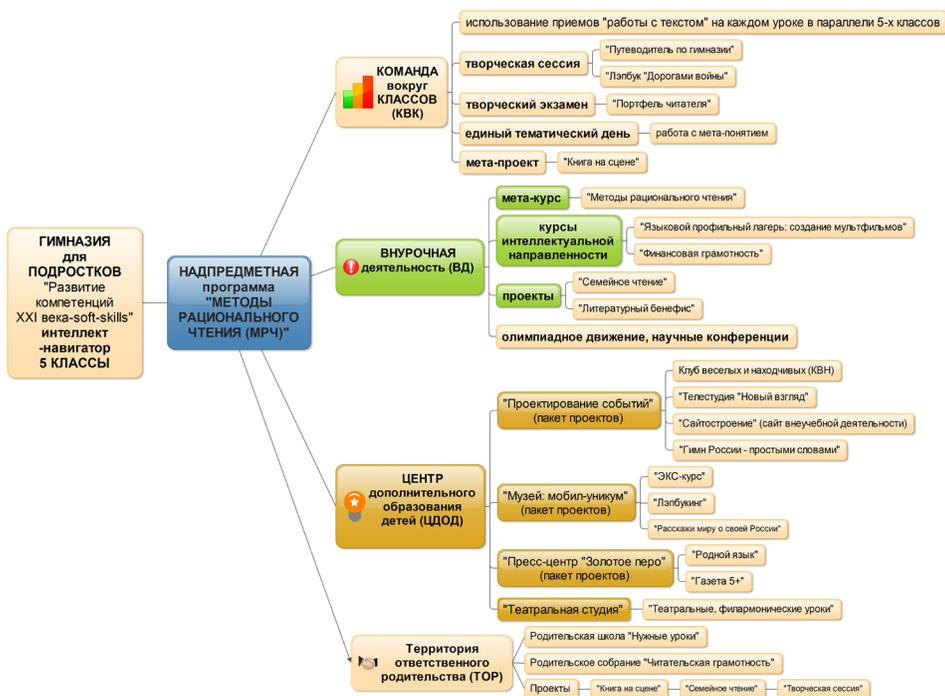 ГИМНАЗИЯ
для
ПОДРОСТКОВ
"Развитие
компетенций
XXI века-soft-skills"
интеллект
-навигатор
5 КЛАССЫ
НАДПРЕДМЕТНАЯ
программа
"МЕТОДЫ
РАЦИОНАЛЬНОГО
ЧТЕНИЯ (МРЧ)"
КОМАНДА
вокруг
КЛАССОВ
(КВК)
использование приемов "работы с текстом" на каждом уроке в параллели 5-х классов
творческая сессия
"Путеводитель по гимназии"
"Лэпбук "Дорогами войны"
творческий экзамен
"Портфель читателя"
единый тематический день
работа с мета-понятием
мета-проект
"Книга на сцене"
ВНУРОЧНАЯ
деятельность (ВД)
мета-курс
"Методы рационального чтения"
курсы
интеллектуальной
направленности
"Языковой профильный лагерь: создание мультфильмов"
"Финансовая грамотность"
проекты
"Семейное чтение"
"Литературный бенефис"
олимпиадное движение, научные конференции
ЦЕНТР
дополнительного
образования
детей (ЦДОД)
"Проектирование событий"
(пакет проектов)
Клуб веселых и находчивых (КВН)
"Телестудия "Новый взгляд"
"Сайтостроение" (сайт внеучебной деятельности)
"Гимн России - простыми словами"
"Музей: мобил-уникум"
(пакет проектов)
"ЭКС-курс"
"Лэпбукинг"
"Расскажи миру о своей России"
"Пресс-центр "Золотое перо"
(пакет проектов)
"Родной язык"
"Газета 5+"
"Театральная студия"
"Театральные, филармонические уроки"
Территория
ответственного
родительства (ТОР)
Родительская школа "Нужные уроки"
Родительское собрание "Читательская грамотность"
Проекты
"Книга на сцене"
"Семейное чтение"
"Творческая сессия"